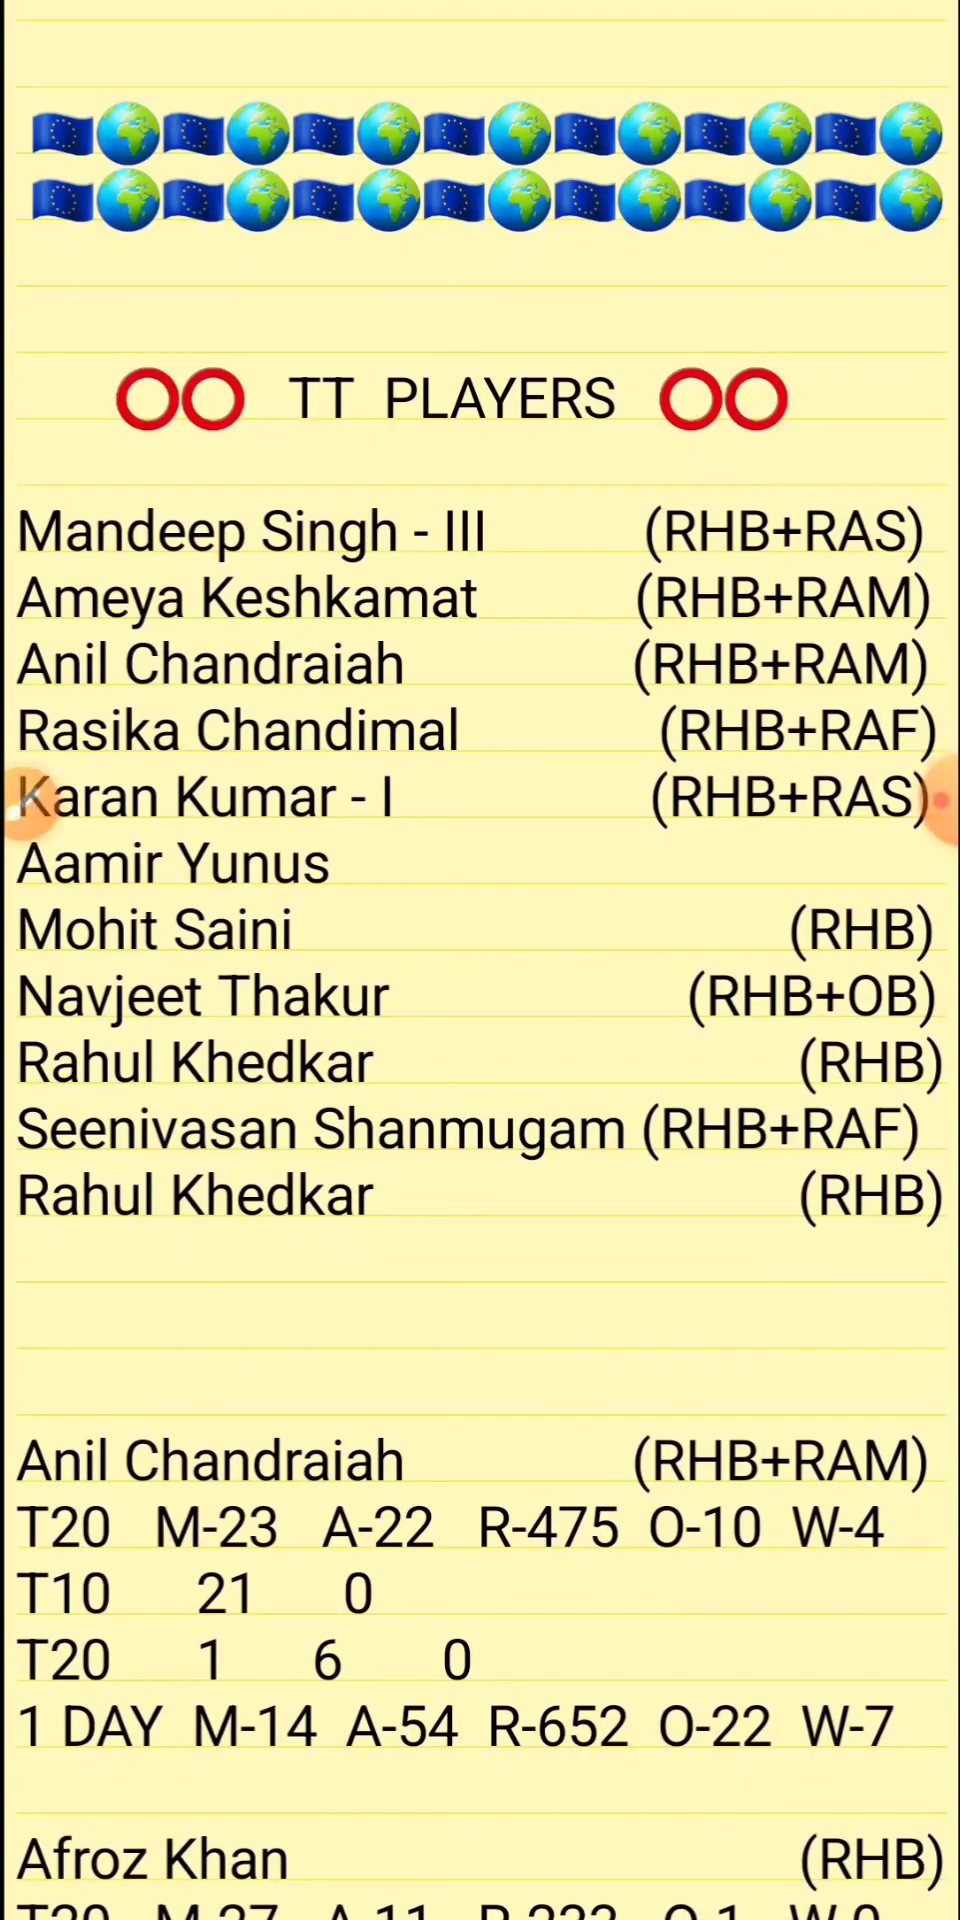 🇪🇺🌍🇪🇺🌍🇪🇺🌍🇪🇺🌍🇪🇺🌍🇪🇺🌍🇪🇺🌍
🇪🇺🌍🇪🇺🌍🇪🇺🌍🇪🇺🌍🇪🇺🌍🇪🇺🌍🇪🇺🌍
⭕⭕ TT PLAYERS ⭕⭕
Mandeep Singh - III (RHB+RAS)
Ameya Keshkamat (RHB+RAM)
Anil Chandraiah (RHB+RAM)
Rasika Chandimal (RHB+RAF)
Karan Kumar - I (RHB+RAS)
Aamir Yunus
Mohit Saini (RHB)
Navjeet Thakur (RHB+OB)
Rahul Khedkar (RHB)
Seenivasan Shanmugam (RHB+RAF)
Rahul Khedkar (RHB)
Anil Chandraiah (RHB+RAM)
T20 M-23 A-22 R-475 O-10 W-4
T10 21 0
T20 1 6 0
1 DAY M-14 A-54 R-652 O-22 W-7
Afroz Khan (RHB)